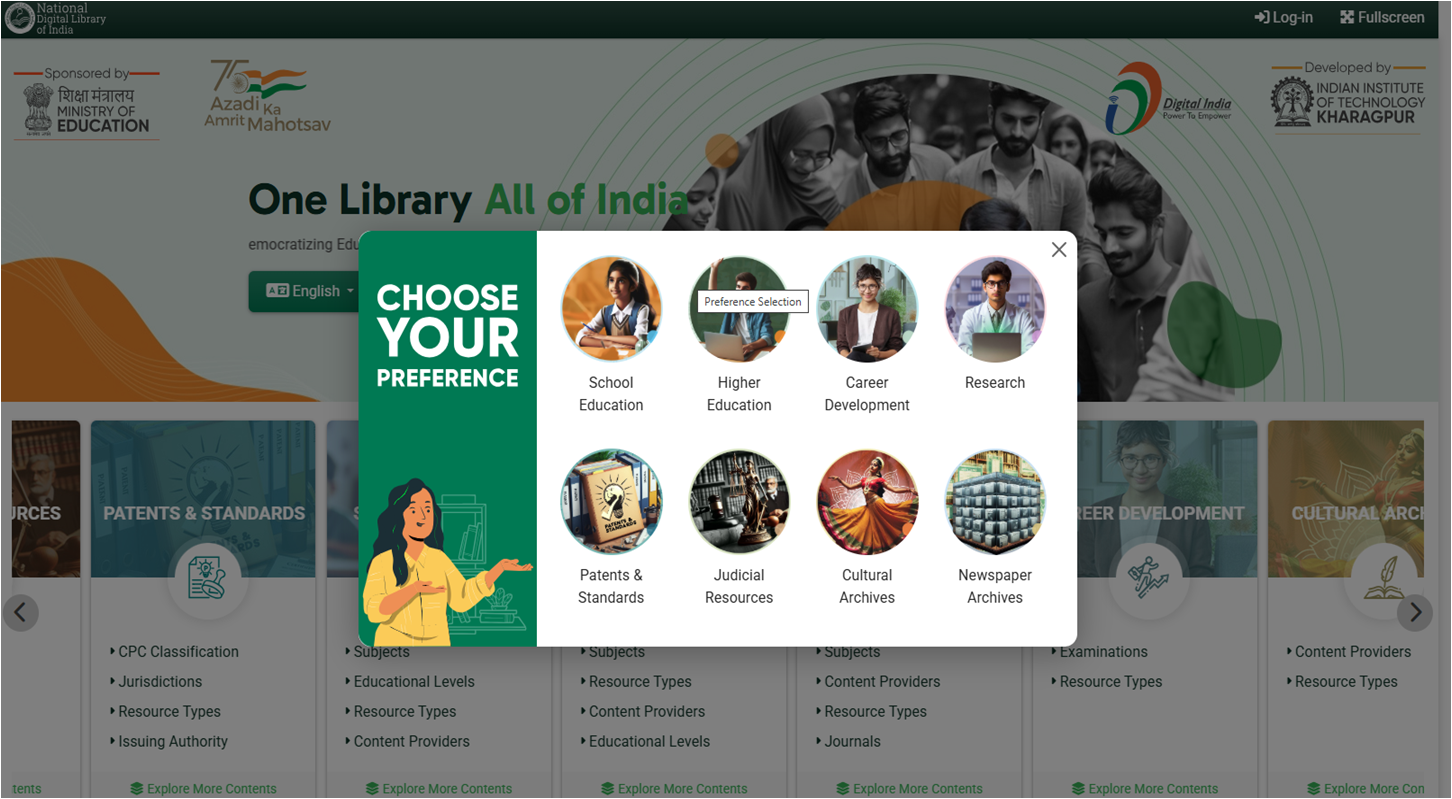 National
Digital Library
of India
Log-in
Fullscreen
Sponsored by
शिक्षा मंत्रालय
MINISTRY OF
EDUCATION
75
Azadi Ka
Amrit Mahotsav
Digital India
Power To Empower
Developed by
INDIAN INSTITUTE
OF TECHNOLOGY
KHARAGPUR
One Library All of India
emocratizing Edu
English
CHOOSE
YOUR
PREFERENCE
Preference Selection
School
Education
Higher
Education
Career
Development
Research
PATENTS & STANDARDS
Patents &
Standards
Judicial
Resources
Cultural
Archives
Newspaper
Archives
URCES
PATENTS & STANDARDS
S
REER DEVELOPMENT
CULTURAL ARCH
CPC Classification
Jurisdictions
Resource Types
Issuing Authority
Subjects
Educational Levels
Resource Types
Content Providers
Subjects
Resource Types
Content Providers
Educational Levels
Subjects
Content Providers
Resource Types
Journals
Examinations
Resource Types
Content Providers
Resource Types
tents
Explore More Contents
Explore More Contents
Explore More Contents
Explore More Contents
Explore More Contents
Explore More Con